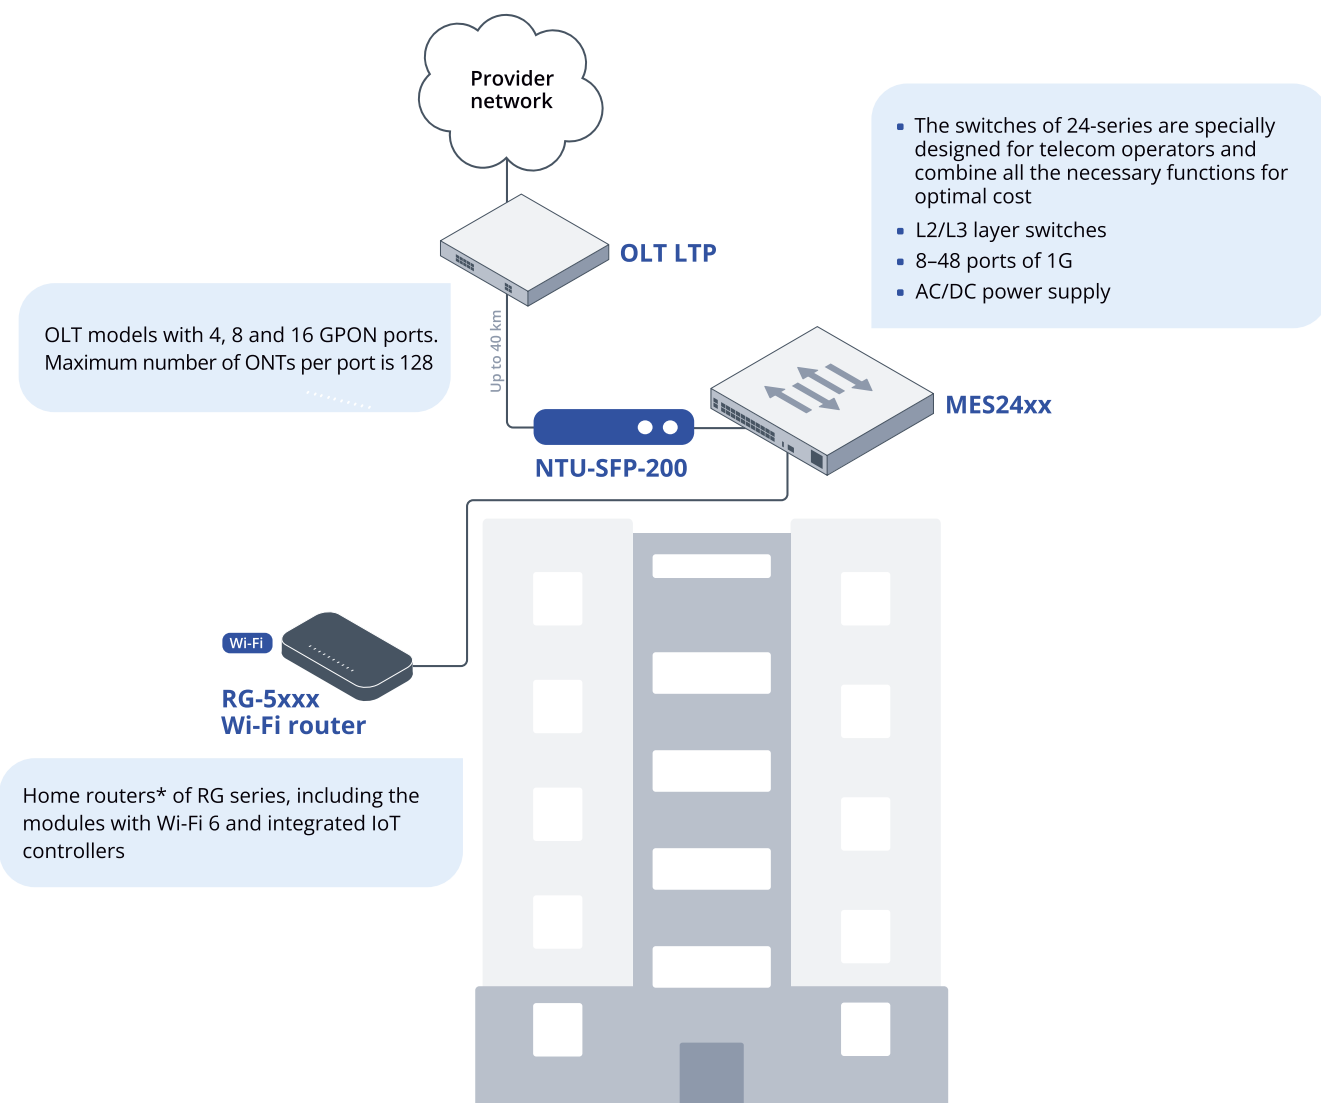 Provider
network
The switches of 24-series are specially
designed for telecom operators and
combine all the necessary functions for
optimal cost
L2/L3 layer switches
8–48 ports of 1G
AC/DC power supply
OLT LTP
OLT models with 4, 8 and 16 GPON ports.
Maximum number of ONTs per port is 128
Up to 40 km
MES24xx
NTU-SFP-200
Wi-Fi
RG-5xxx
Wi-Fi router
Home routers* of RG series, including the
modules with Wi-Fi 6 and integrated IoT
controllers